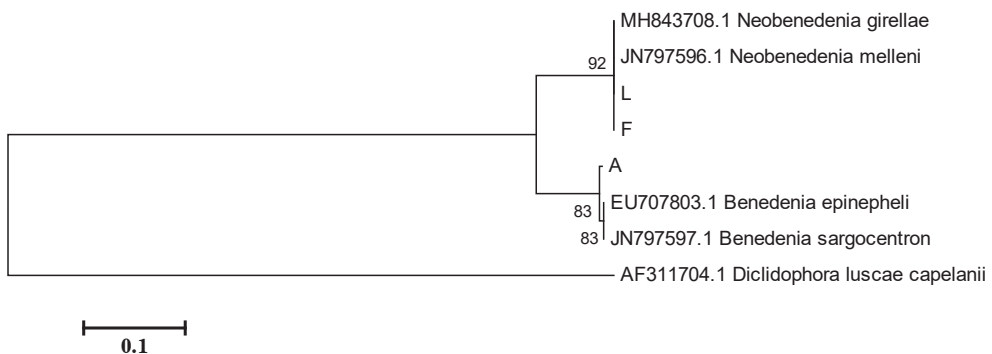 MH843708.1 Neobenedenia girellae
JN797596.1 Neobenedenia melleni
92
L
F
A
EU707803.1 Benedenia epinepheli
83
83
JN797597.1 Benedenia sargocentron
AF311704.1 Diclidophora luscae capelanii
0.1